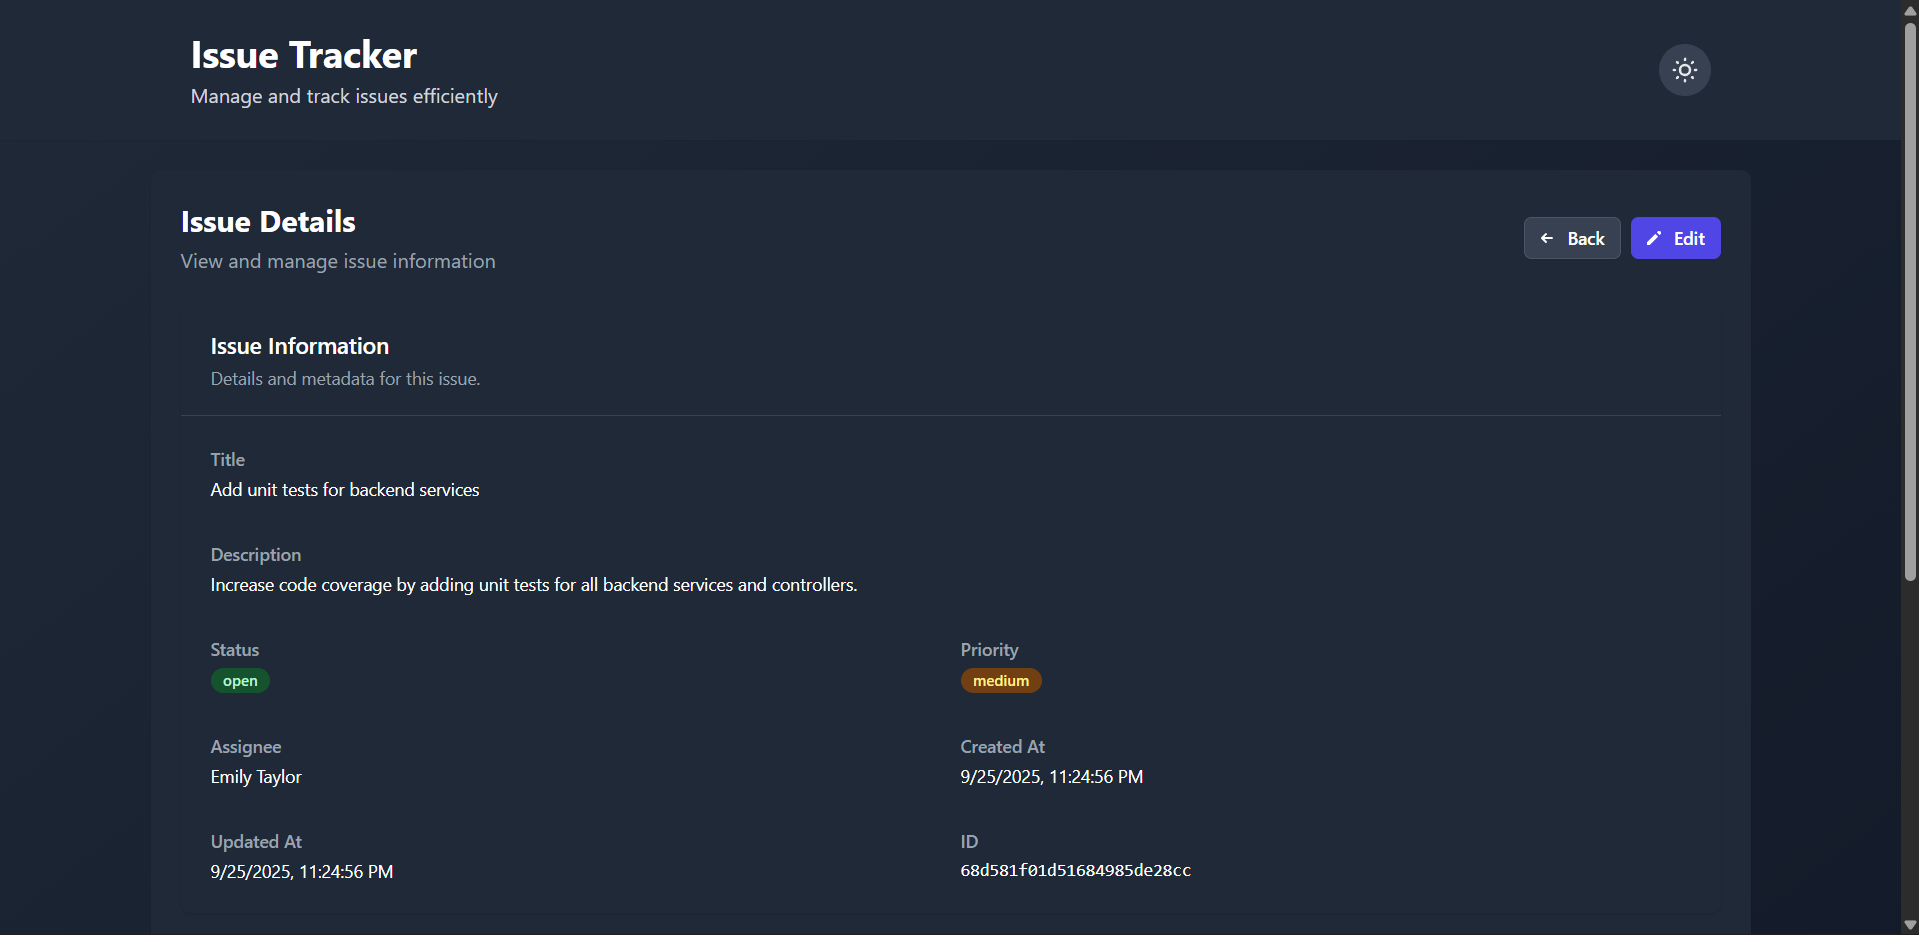 Issue Tracker
Manage and track issues efficiently
Issue Details
View and manage issue information
Back
Edit
Issue Information
Details and metadata for this issue.
Title
Add unit tests for backend services
Description
Increase code coverage by adding unit tests for all backend services and controllers.
Status
open
Priority
medium
Assignee
Emily Taylor
Created At
9/25/2025, 11:24:56 PM
Updated At
9/25/2025, 11:24:56 PM
ID
68d581f01d51684985de28cc